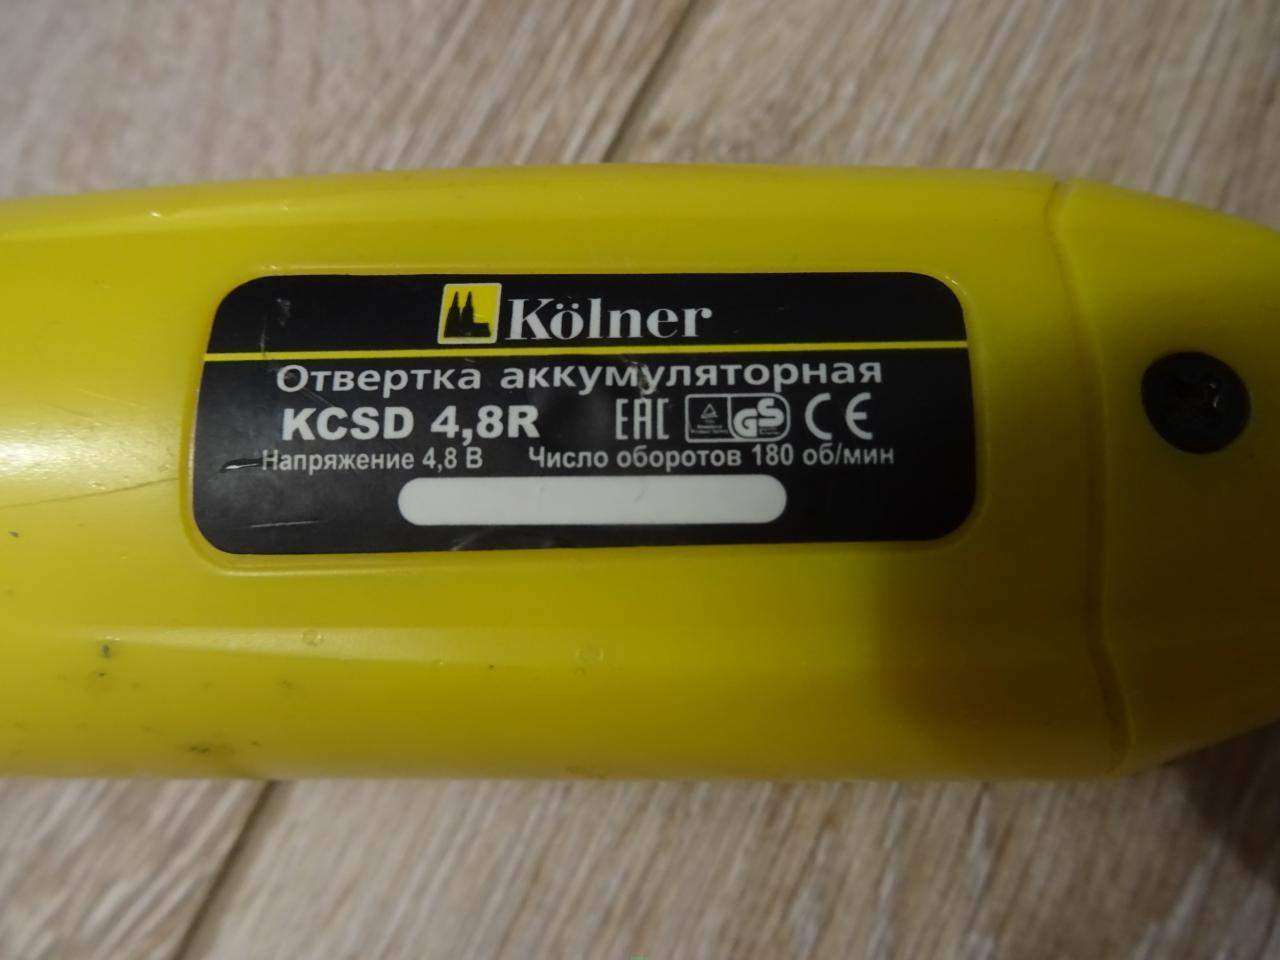 Kölner
Отвертка аккумуляторная
KCSD 4,8R EAC GS CE
Напряжение 4,8 В Число оборотов 180 об/мин